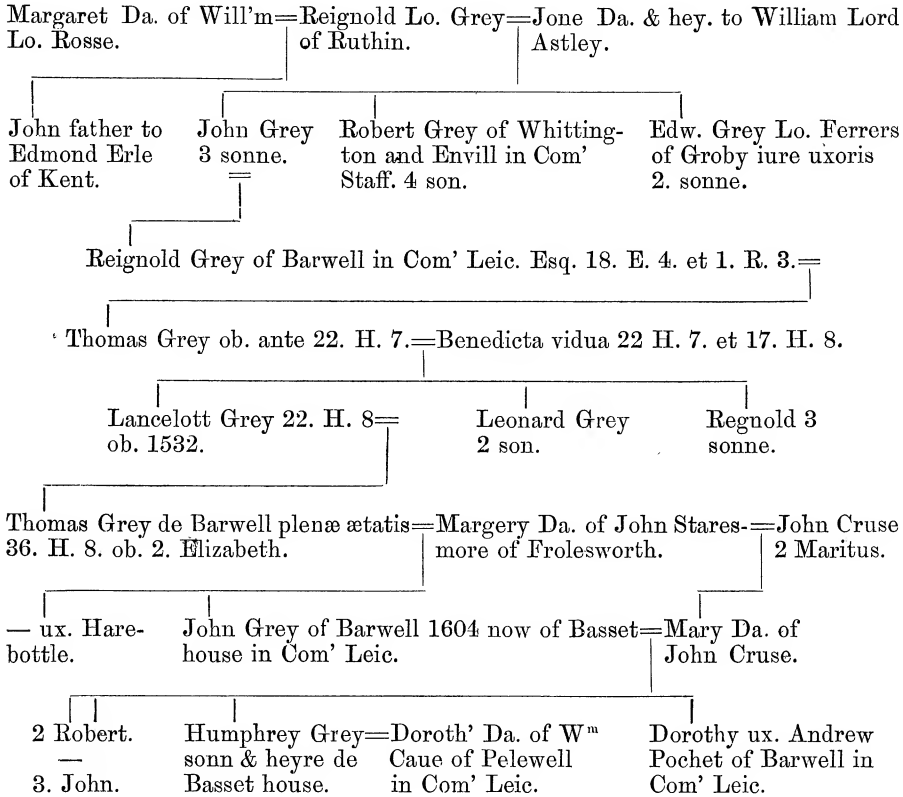 Margaret Da. of Will'm=Reignold Lo. Grey=Jone Da. & hey. to William Lord
Lo. Rosse. of Ruthin. Astley.
John father to
Edmond Erle
of Kent.
John Grey
3 sonne.
=
Robert Grey of Whitting-
ton and Envill in Com'
Staff. 4 son.
Edw. Grey Lo. Ferrers
of Groby iure uxoris
2. sonne.
Reignold Grey of Barwell in Com' Leic. Esq. 18. E. 4. et 1. R. 3.=
Thomas Grey ob. ante 22. H. 7.=Benedicta vidua 22 H. 7. et 17. H. 8.
Lancelott Grey 22. H. 8=
ob. 1532.
Leonard Grey
2 son.
Regnold 3
sonne.
Thomas Grey de Barwell plenæ ætatis=Margery Da. of John Stares-=John Cruse
36. H. 8. ob. 2. Elizabeth. more of Frolesworth. 2 Maritus.
— ux. Hare-
bottle.
John Grey of Barwell 1604 now of Basset=Mary Da. of
house in Com' Leic. John Cruse.
2 Robert.
—
3. John.
Humphrey Grey=Doroth' Da. of Wm
sonn & heyre de Caue of Pelewell
Basset house. in Com' Leic.
Dorothy ux. Andrew
Pochet of Barwell in
Com' Leic.